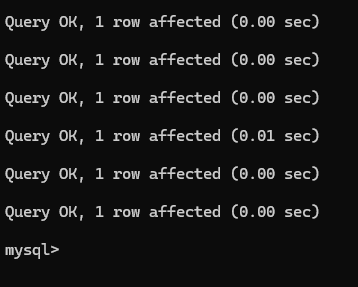 Query OK, 1 row affected (0.00 sec)
Query OK, 1 row affected (0.00 sec)
Query OK, 1 row affected (0.00 sec)
Query OK, 1 row affected (0.01 sec)
Query OK, 1 row affected (0.00 sec)
Query OK, 1 row affected (0.00 sec)
mysql>